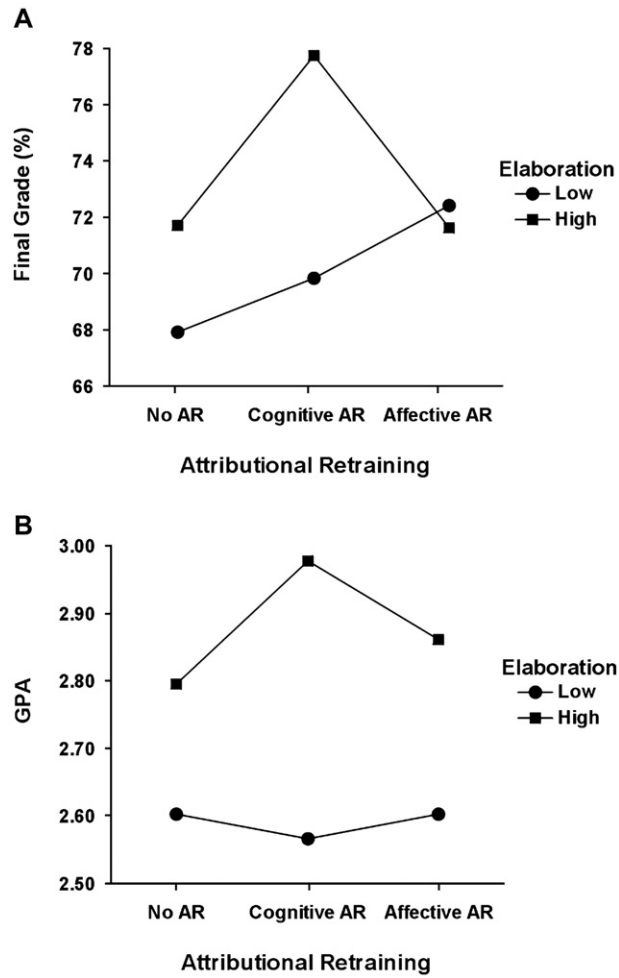 A
78
76
74
72
70
68
66
Final Grade (%)
No AR
Cognitive AR
Affective AR
Attributional Retraining
Elaboration
Low
High
B
3.00
2.90
2.80
2.70
2.60
2.50
GPA
No AR
Cognitive AR
Affective AR
Attributional Retraining
Elaboration
Low
High